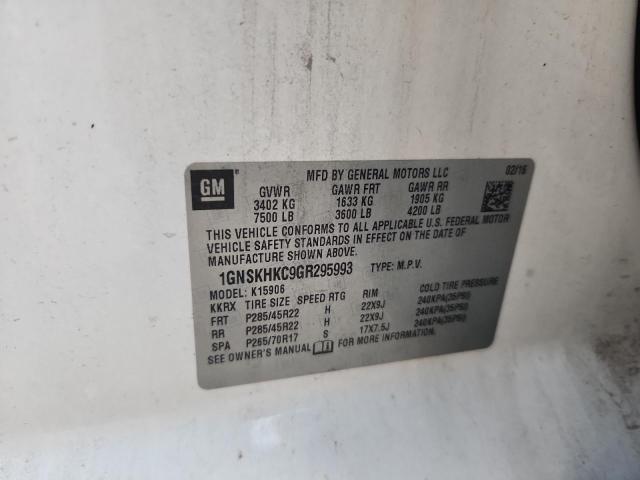 GM
MFD BY GENERAL MOTORS LLC 02/16
GVWR GAWR FRT GAWR RR
3402 KG 1633 KG 1905 KG
7500 LB 3600 LB 4200 LB
THIS VEHICLE CONFORMS TO ALL APPLICABLE U.S. FEDERAL MOTOR
VEHICLE SAFETY STANDARDS IN EFFECT ON THE DATE OF
MANUFACTURE SHOWN ABOVE.
1GNSKHKC9GR295993 TYPE: M.P.V.
MODEL: K15906
KKRX TIRE SIZE SPEED RTG RIM COLD TIRE PRESSURE
FRT P285/45R22 H 22X9J 240KPA(35PSI)
RR P285/45R22 H 22X9J 240KPA(35PSI)
SPA P265/70R17 S 17X7.5J 240KPA(35PSI)
SEE OWNER'S MANUAL FOR MORE INFORMATION.